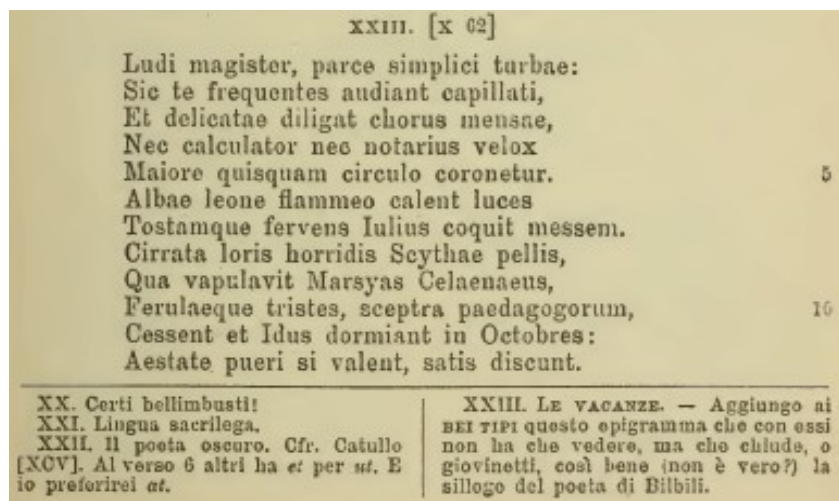 XXIII. [X 62]
Ludi magister, parce simplici turbae:
Sic te frequentes audiant capillati,
Et delicatae diligat chorus mensae,
Nec calculator nec notarius velox
Maiore quisquam circulo coronetur. 5
Albae leone flammeo calent luces
Tostamque fervens Iulius coquit messem.
Cirrata loris horridis Scythae pellis,
Qua vapulavit Marsyas Celaenaeus,
Ferulaeque tristes, sceptra paedagogorum, 10
Cessent et Idus dormiant in Octobres:
Aestate pueri si valent, satis discunt.
XX. Certi bellimbusti!
XXI. Lingua sacrilega.
XXII. Il poeta oscuro. Cfr. Catullo
[XCV]. Al verso 6 altri ha et per ut. E
io preferirei at.
XXIII. LE VACANZE. — Aggiungo ai
BEI TIPI questo epigramma che con essi
non ha che vedere, ma che chiude, o
giovinetti, così bene (non è vero?) la
silloge del poeta di Bilbili.